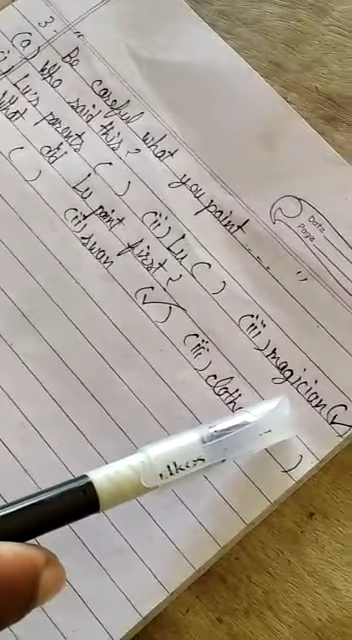 3- "Be careful what you paint ...."
(a) Who said this?
(i) Lu's parents ( ) (ii) Lu ( ) (iii) magician (✓)
What did Lu paint first?
( ) (ii) swan (✓) (iii) cloth )
Date
Page
elkos